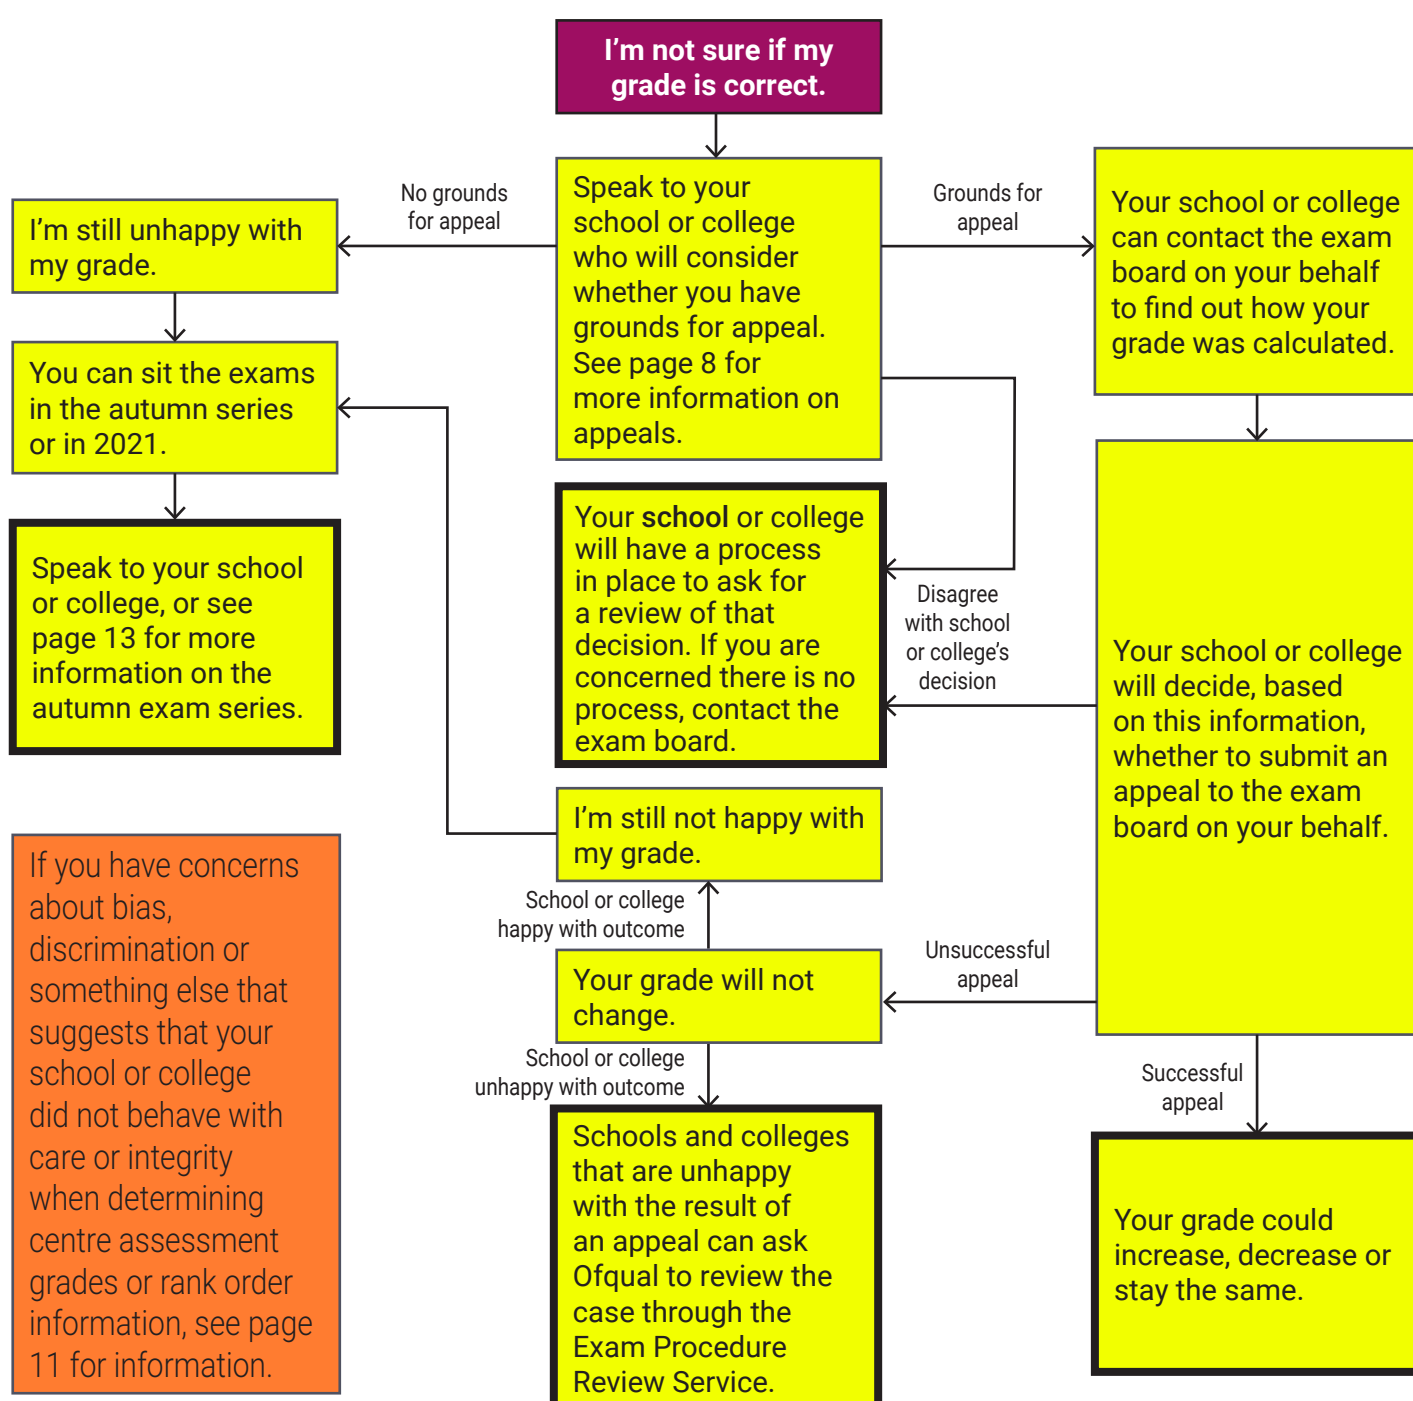 I'm not sure if my
grade is correct.
No grounds
for appeal
Speak to your
school or college
who will consider
whether you have
grounds for appeal.
See page 8 for
more information on
appeals.
Grounds for
appeal
Your school or college
can contact the exam
board on your behalf
to find out how your
grade was calculated.
I'm still unhappy with
my grade.
You can sit the exams
in the autumn series
or in 2021.
Speak to your school
or college, or see
page 13 for more
information on the
autumn exam series.
Your school or college
will have a process
in place to ask for
a review of that
decision. If you are
concerned there is no
process, contact the
exam board.
Disagree
with school
or college's
decision
Your school or college
will decide, based
on this information,
whether to submit an
appeal to the exam
board on your behalf.
I'm still not happy with
my grade.
School or college
happy with outcome
Your grade will not
change.
Unsuccessful
appeal
School or college
unhappy with outcome
Schools and colleges
that are unhappy
with the result of
an appeal can ask
Ofqual to review the
case through the
Exam Procedure
Review Service.
Successful
appeal
Your grade could
increase, decrease or
stay the same.
If you have concerns
about bias,
discrimination or
something else that
suggests that your
school or college
did not behave with
care or integrity
when determining
centre assessment
grades or rank order
information, see page
11 for information.